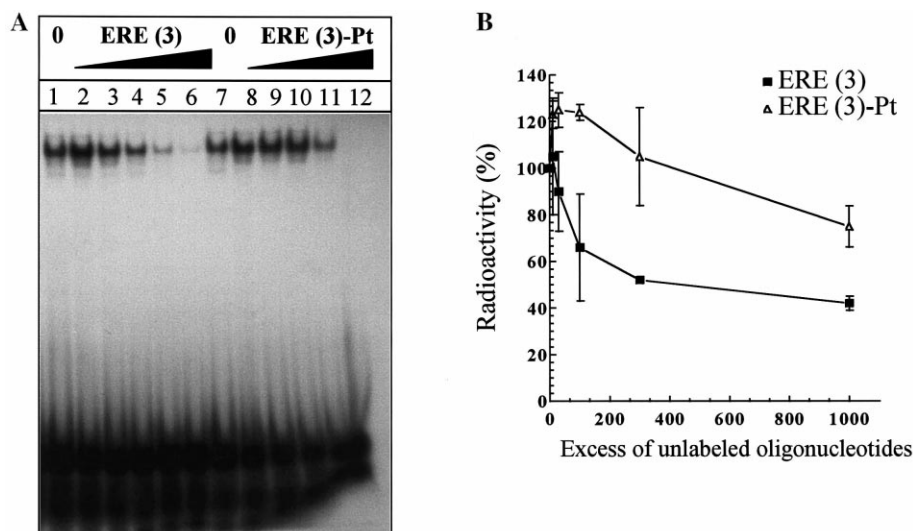 A
0 ERE (3) 0 ERE (3)-Pt
1 2 3 4 5 6 7 8 9 10 11 12
B
ERE (3)
ERE (3)-Pt
Radioactivity (%)
140
120
100
80
60
40
20
0
0 200 400 600 800 1000
Excess of unlabeled oligonucleotides